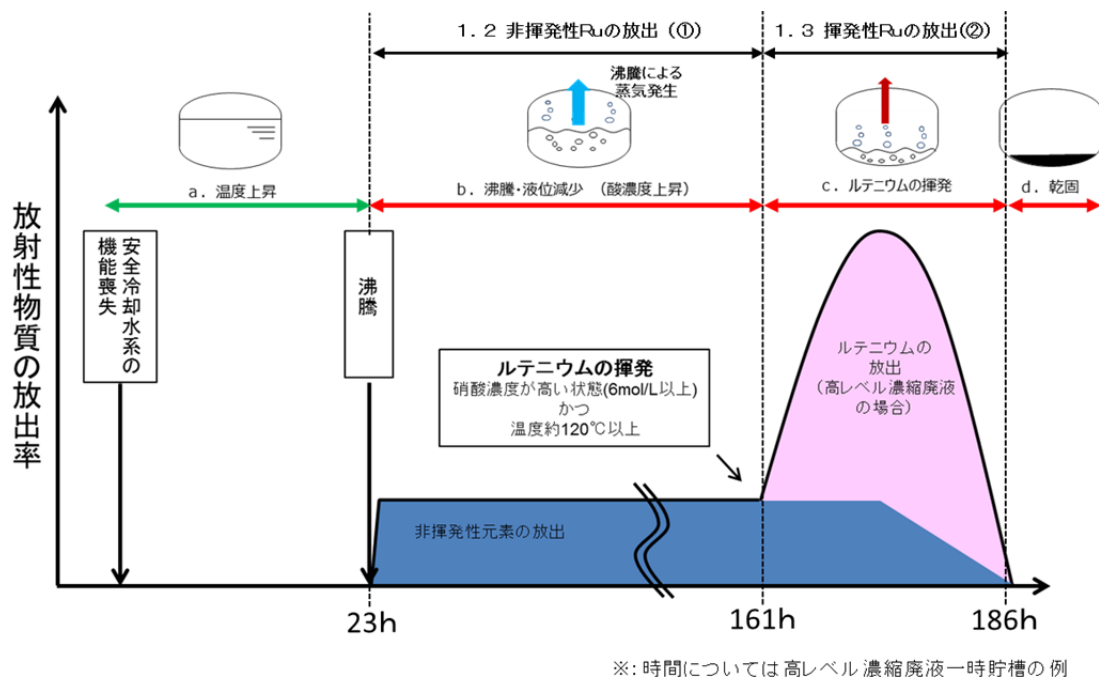 1．2 非揮発性Ruの放出（①）
1．3 揮発性Ruの放出(②)
沸騰による
蒸気発生
a．温度上昇
b．沸騰・液位減少　（酸濃度上昇）
c．ルテニウムの揮発
d．乾固
放射性物質の放出率
安全冷却水系の
機能喪失
沸騰
ルテニウムの揮発
硝酸濃度が高い状態(6mol/L以上)
かつ
温度約120℃以上
ルテニウムの
放出
（高レベル濃縮廃液
の場合）
非揮発性元素の放出
23h
161h
186h
※：時間については高レベル濃縮廃液一時貯槽の例